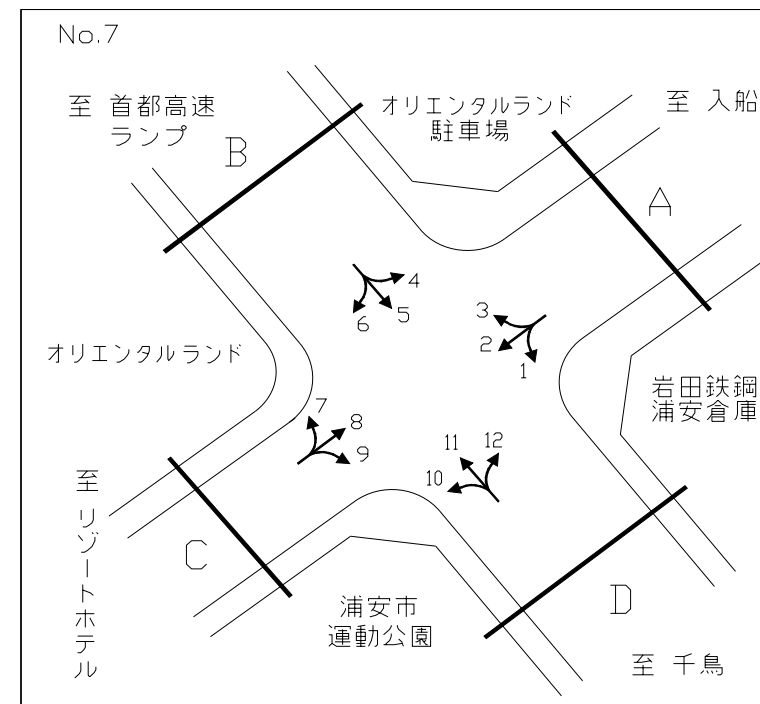 No.7
至 首都高速
ランプ
B
オリエンタルランド
駐車場
至 入船
A
4
5
6
3
2
1
オリエンタルランド
岩田鉄鋼
浦安倉庫
7
8
9
11
12
10
至 リゾートホテル
C
浦安市
運動公園
D
至 千鳥